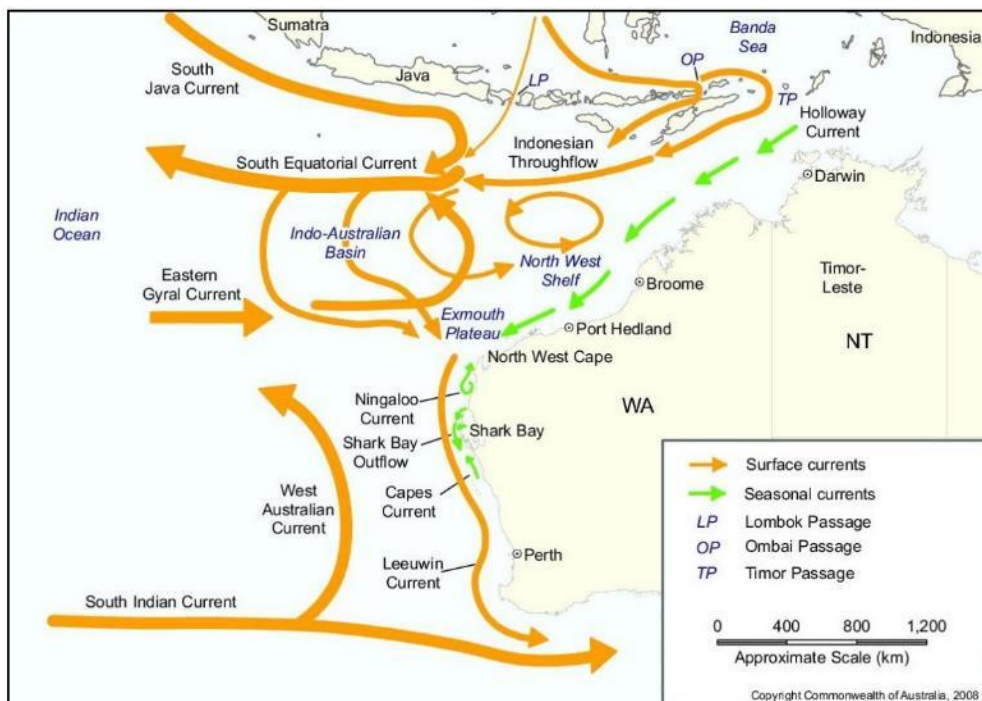 Sumatra
Banda
Sea
Indonesia
South
Java Current
Java
LP
OP
TP
Holloway
Current
Indonesian
Throughflow
South Equatorial Current
Darwin
Indian
Ocean
Indo-Australian
Basin
North West
Shelf
Timor-
Leste
Eastern
Gyral Current
Broome
Exmouth
Plateau
Port Hedland
NT
North West Cape
Ningaloo
Current
WA
Shark Bay
Shark Bay
Outflow
West
Australian
Current
Capes
Current
Perth
Leeuwin
Current
South Indian Current
Surface currents
Seasonal currents
LP Lombok Passage
OP Ombai Passage
TP Timor Passage
0 400 800 1,200
Approximate Scale (km)
Copyright Commonwealth of Australia, 2008